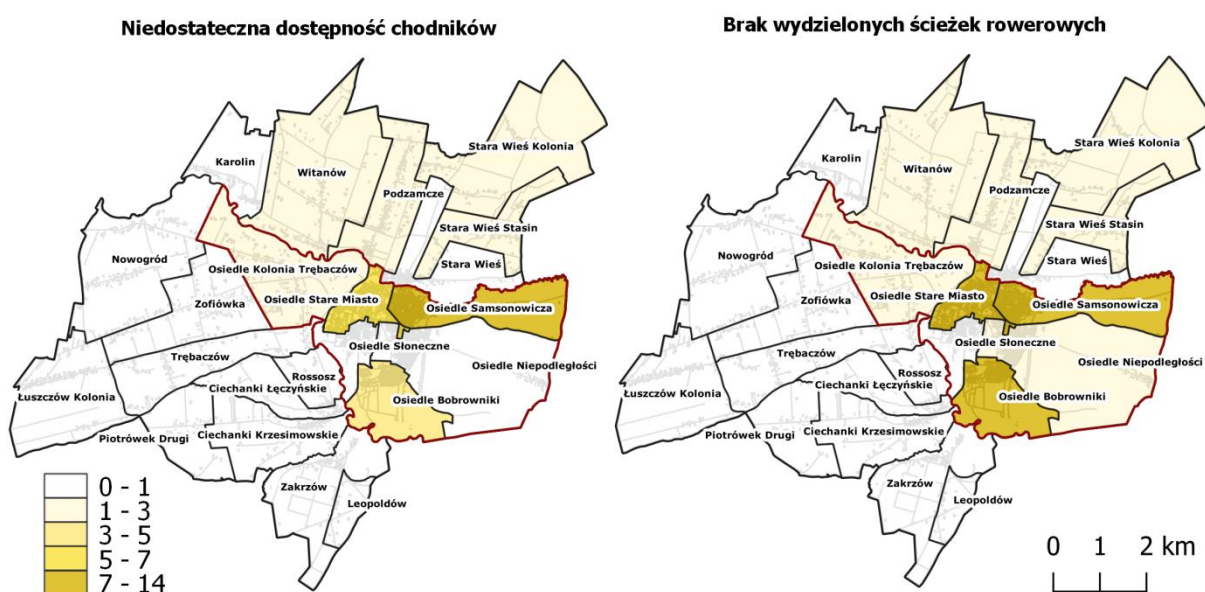 Niedostateczna dostępność chodników
Karolin
Witanów
Stara Wieś Kolonia
Podzamcze
Stara Wieś Stasin
Nowogród
Stara Wieś
Osiedle Kolonia Trębaczów
Zofiówka
Osiedle Stare Miasto
Osiedle Samsonowicza
Osiedle Słoneczne
Trębaczów
Osiedle Niepodległości
Rossosz
Łuszczów Kolonia
Ciechanki Łęczyńskie
Osiedle Bobrowniki
Piotrówek Drugi
Ciechanki Krzesimowskie
Zakrzów
Leopoldów
0 - 1
1 - 3
3 - 5
5 - 7
7 - 14
Brak wydzielonych ścieżek rowerowych
Karolin
Witanów
Stara Wieś Kolonia
Podzamcze
Stara Wieś Stasin
Nowogród
Stara Wieś
Osiedle Kolonia Trębaczów
Zofiówka
Osiedle Stare Miasto
Osiedle Samsonowicza
Osiedle Słoneczne
Trębaczów
Osiedle Niepodległości
Rossosz
Łuszczów Kolonia
Ciechanki Łęczyńskie
Osiedle Bobrowniki
Piotrówek Drugi
Ciechanki Krzesimowskie
Zakrzów
Leopoldów
0 1 2 km